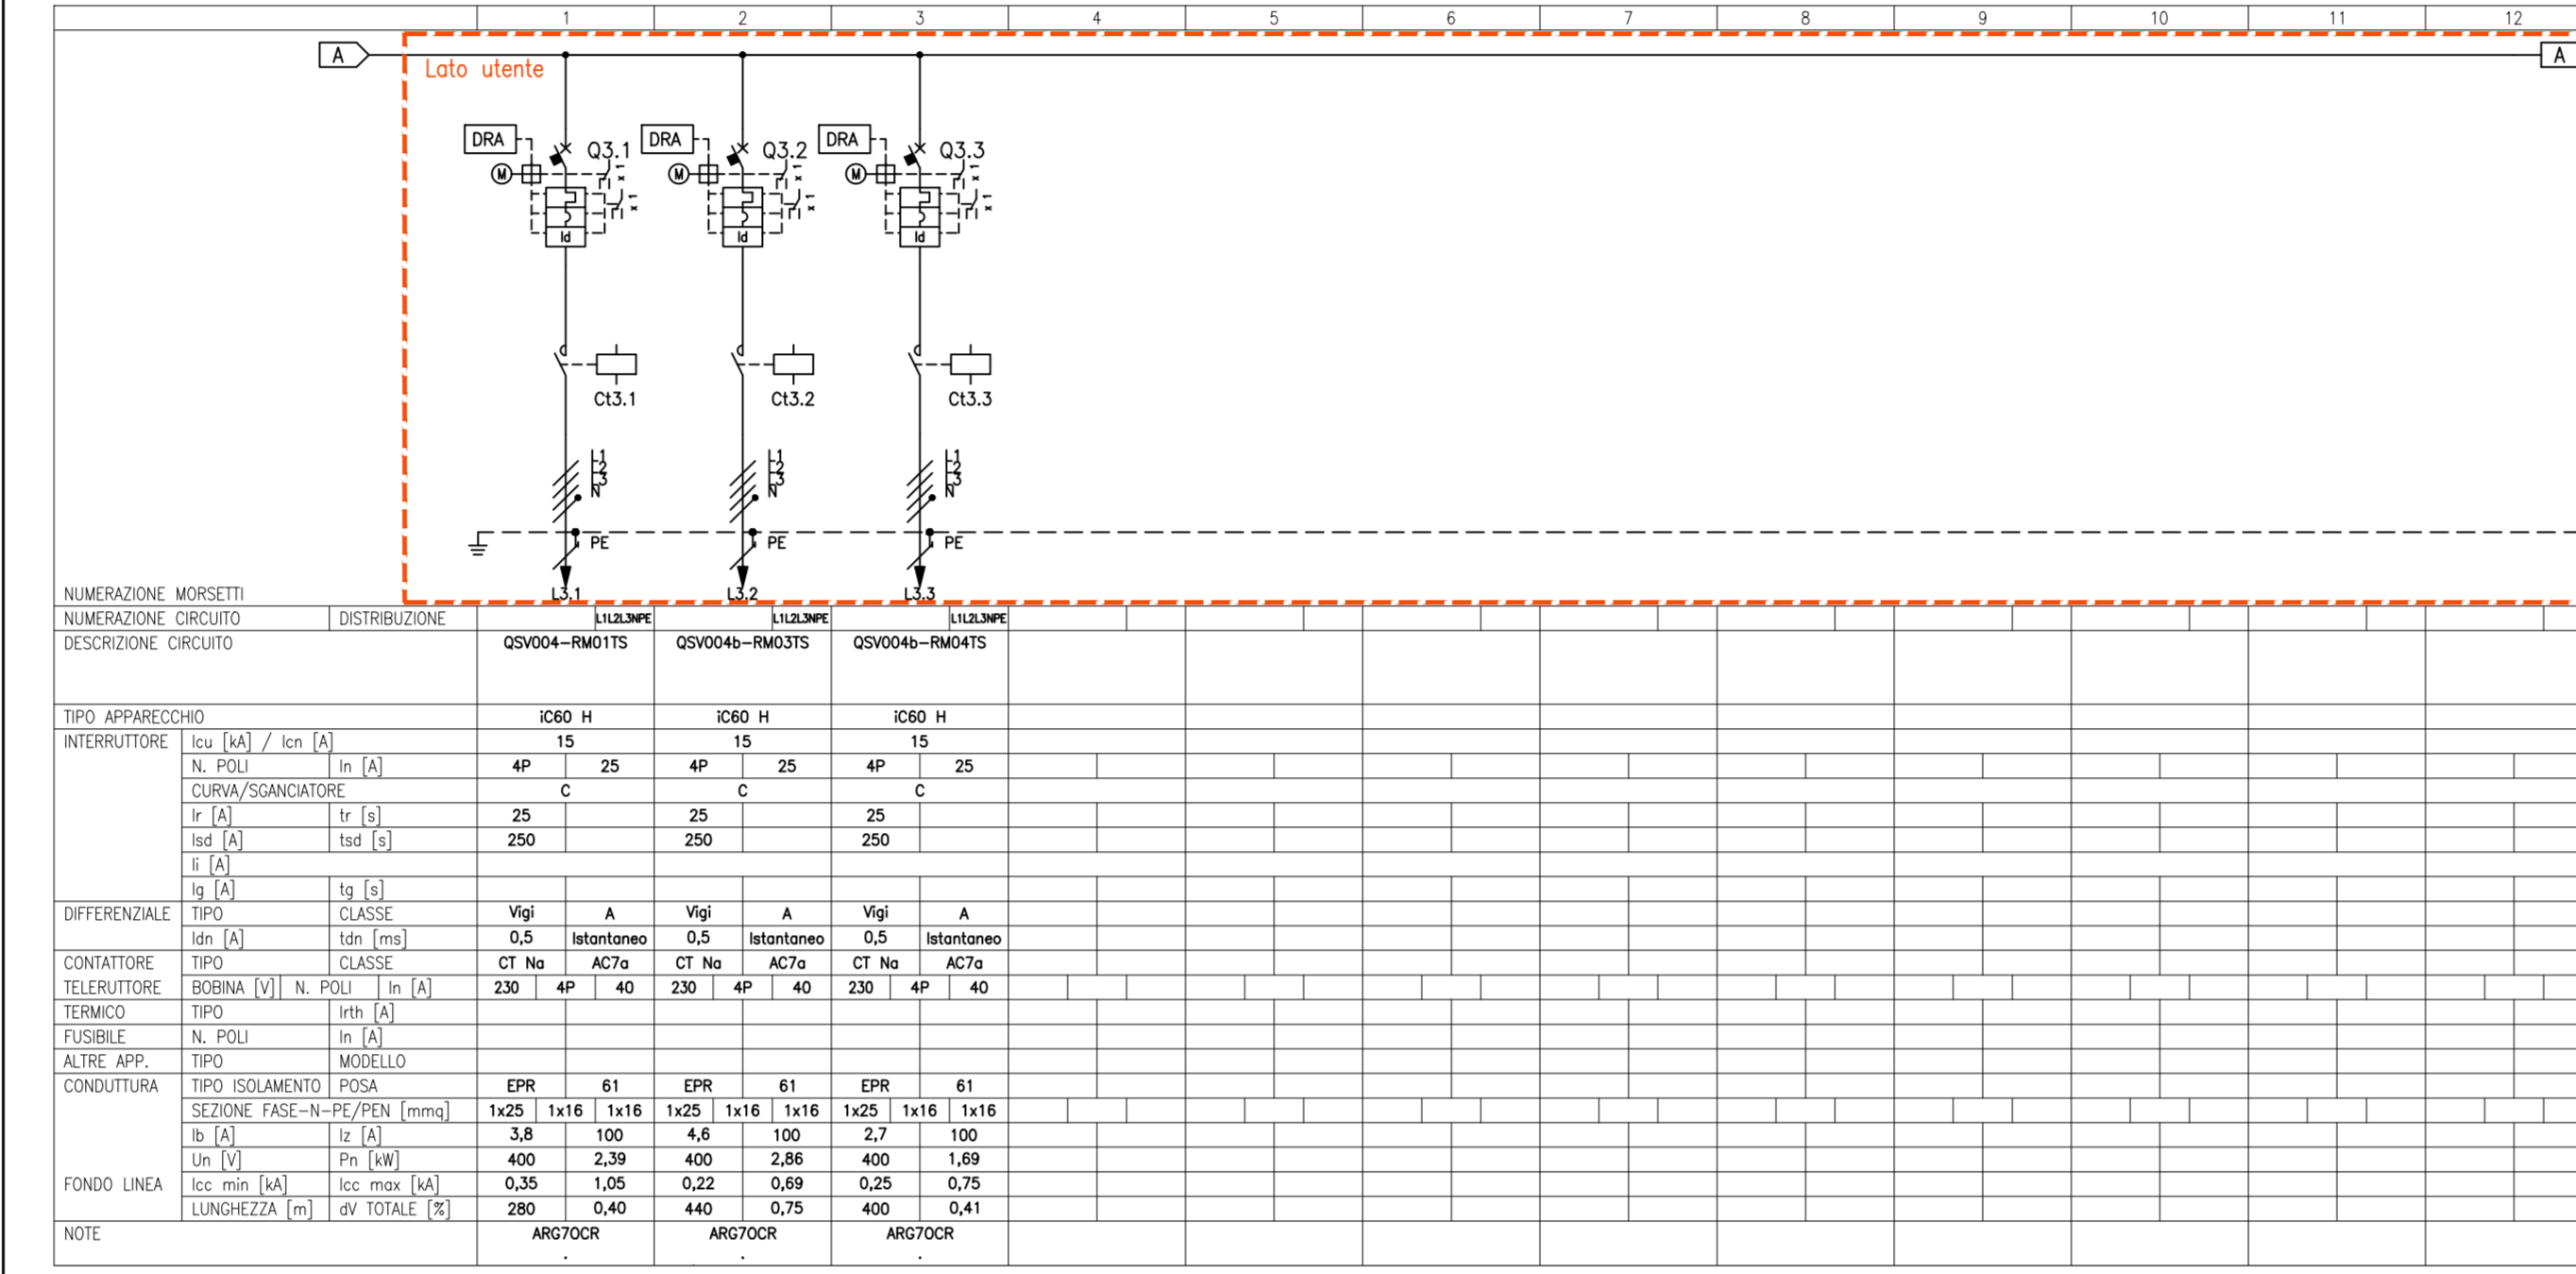 1 2 3 4 5 6 7 8 9 10 11 12
A A
Lato utente
DRA DRA DRA
Q3.1 Q3.2 Q3.3
x 1 x 1 x 1
M M M
x 1 x 1 x 1
Id Id Id
Ct3.1 Ct3.2 Ct3.3
L1 L1 L1
L2 L2 L2
L3 L3 L3
N N N
PE PE PE
NUMERAZIONE MORSETTI L3.1 L3.2 L3.3
NUMERAZIONE CIRCUITO DISTRIBUZIONE L1L2L3NPE L1L2L3NPE L1L2L3NPE
DESCRIZIONE CIRCUITO QSV004-RM01TS QSV004b-RM03TS QSV004b-RM04TS
TIPO APPARECCHIO iC60 H iC60 H iC60 H
INTERRUTTORE Icu [kA] / Icn [A] 15 15 15
N. POLI In [A] 4P 25 4P 25 4P 25
CURVA/SGANCIATORE C C C
Ir [A] tr [s] 25 25 25
Isd [A] tsd [s] 250 250 250
Ii [A]
Ig [A] tg [s]
DIFFERENZIALE TIPO CLASSE Vigi A Vigi A Vigi A
Idn [A] tdn [ms] 0,5 Istantaneo 0,5 Istantaneo 0,5 Istantaneo
CONTATTORE TIPO CLASSE CT Na AC7a CT Na AC7a CT Na AC7a
TELERUTTORE BOBINA [V] N. POLI In [A] 230 4P 40 230 4P 40 230 4P 40
TERMICO TIPO Irth [A]
FUSIBILE N. POLI In [A]
ALTRE APP. TIPO MODELLO
CONDUTTURA TIPO ISOLAMENTO POSA EPR 61 EPR 61 EPR 61
SEZIONE FASE-N-PE/PEN [mmq] 1x25 1x16 1x16 1x25 1x16 1x16 1x25 1x16 1x16
Ib [A] Iz [A] 3,8 100 4,6 100 2,7 100
Un [V] Pn [kW] 400 2,39 400 2,86 400 1,69
FONDO LINEA Icc min [kA] Icc max [kA] 0,35 1,05 0,22 0,69 0,25 0,75
LUNGHEZZA [m] dV TOTALE [%] 280 0,40 440 0,75 400 0,41
NOTE ARG7OCR ARG7OCR ARG7OCR
. . .